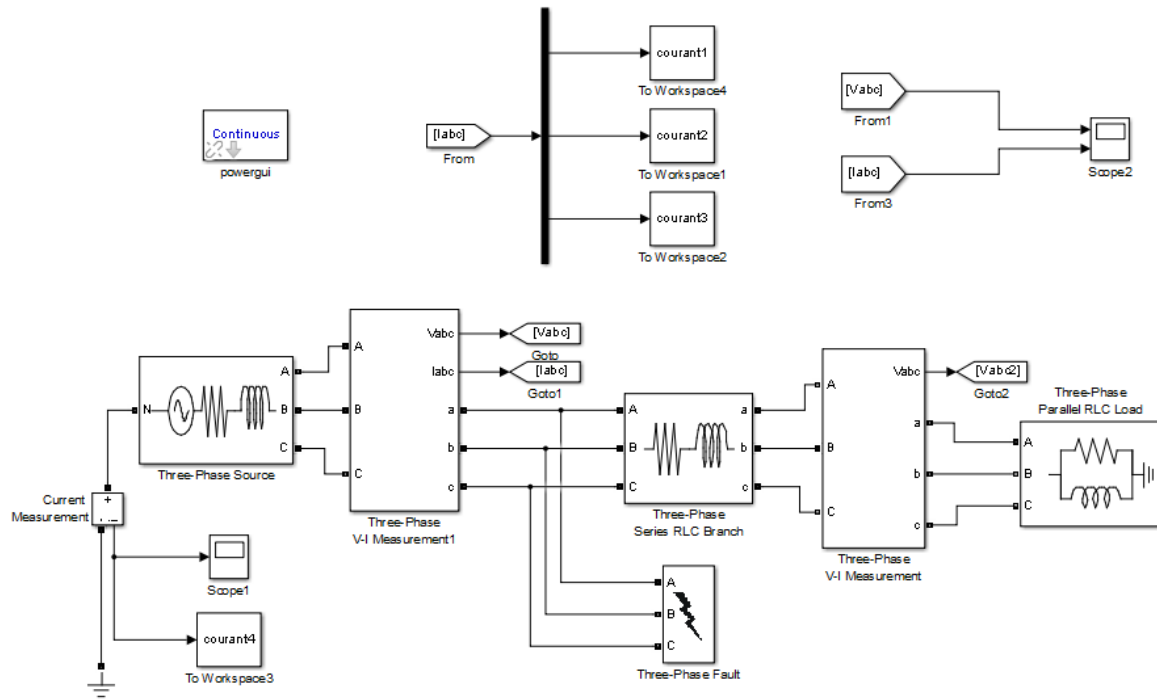 courant1
To Workspace4
[Vabc]
From1
Continuous
powergui
[Iabc]
From
courant2
To Workspace1
Scope2
[Iabc]
From3
courant3
To Workspace2
Vabc
[Vabc]
Goto
A
Iabc
[Iabc]
Goto1
Vabc
[Vabc2]
Goto2
Three-Phase
Parallel RLC Load
N
A
B
C
Three-Phase Source
B
C
a
b
c
Three-Phase
V-I Measurement1
A
B
C
a
b
c
Three-Phase
Series RLC Branch
A
B
C
a
b
c
Three-Phase
V-I Measurement
A
B
C
Current
Measurement
+
-
i
Scope1
courant4
To Workspace3
A
B
C
Three-Phase Fault